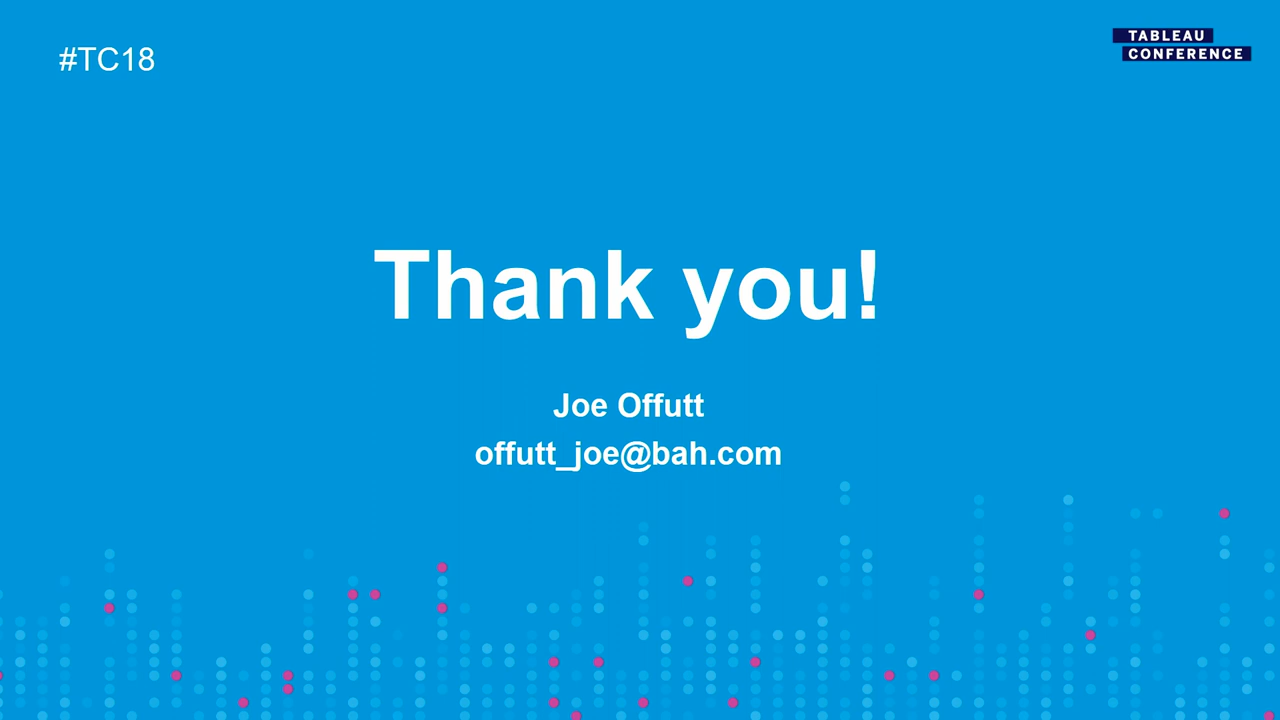 #TC18
TABLEAU
CONFERENCE
Thank you!
Joe Offutt
offutt_joe@bah.com